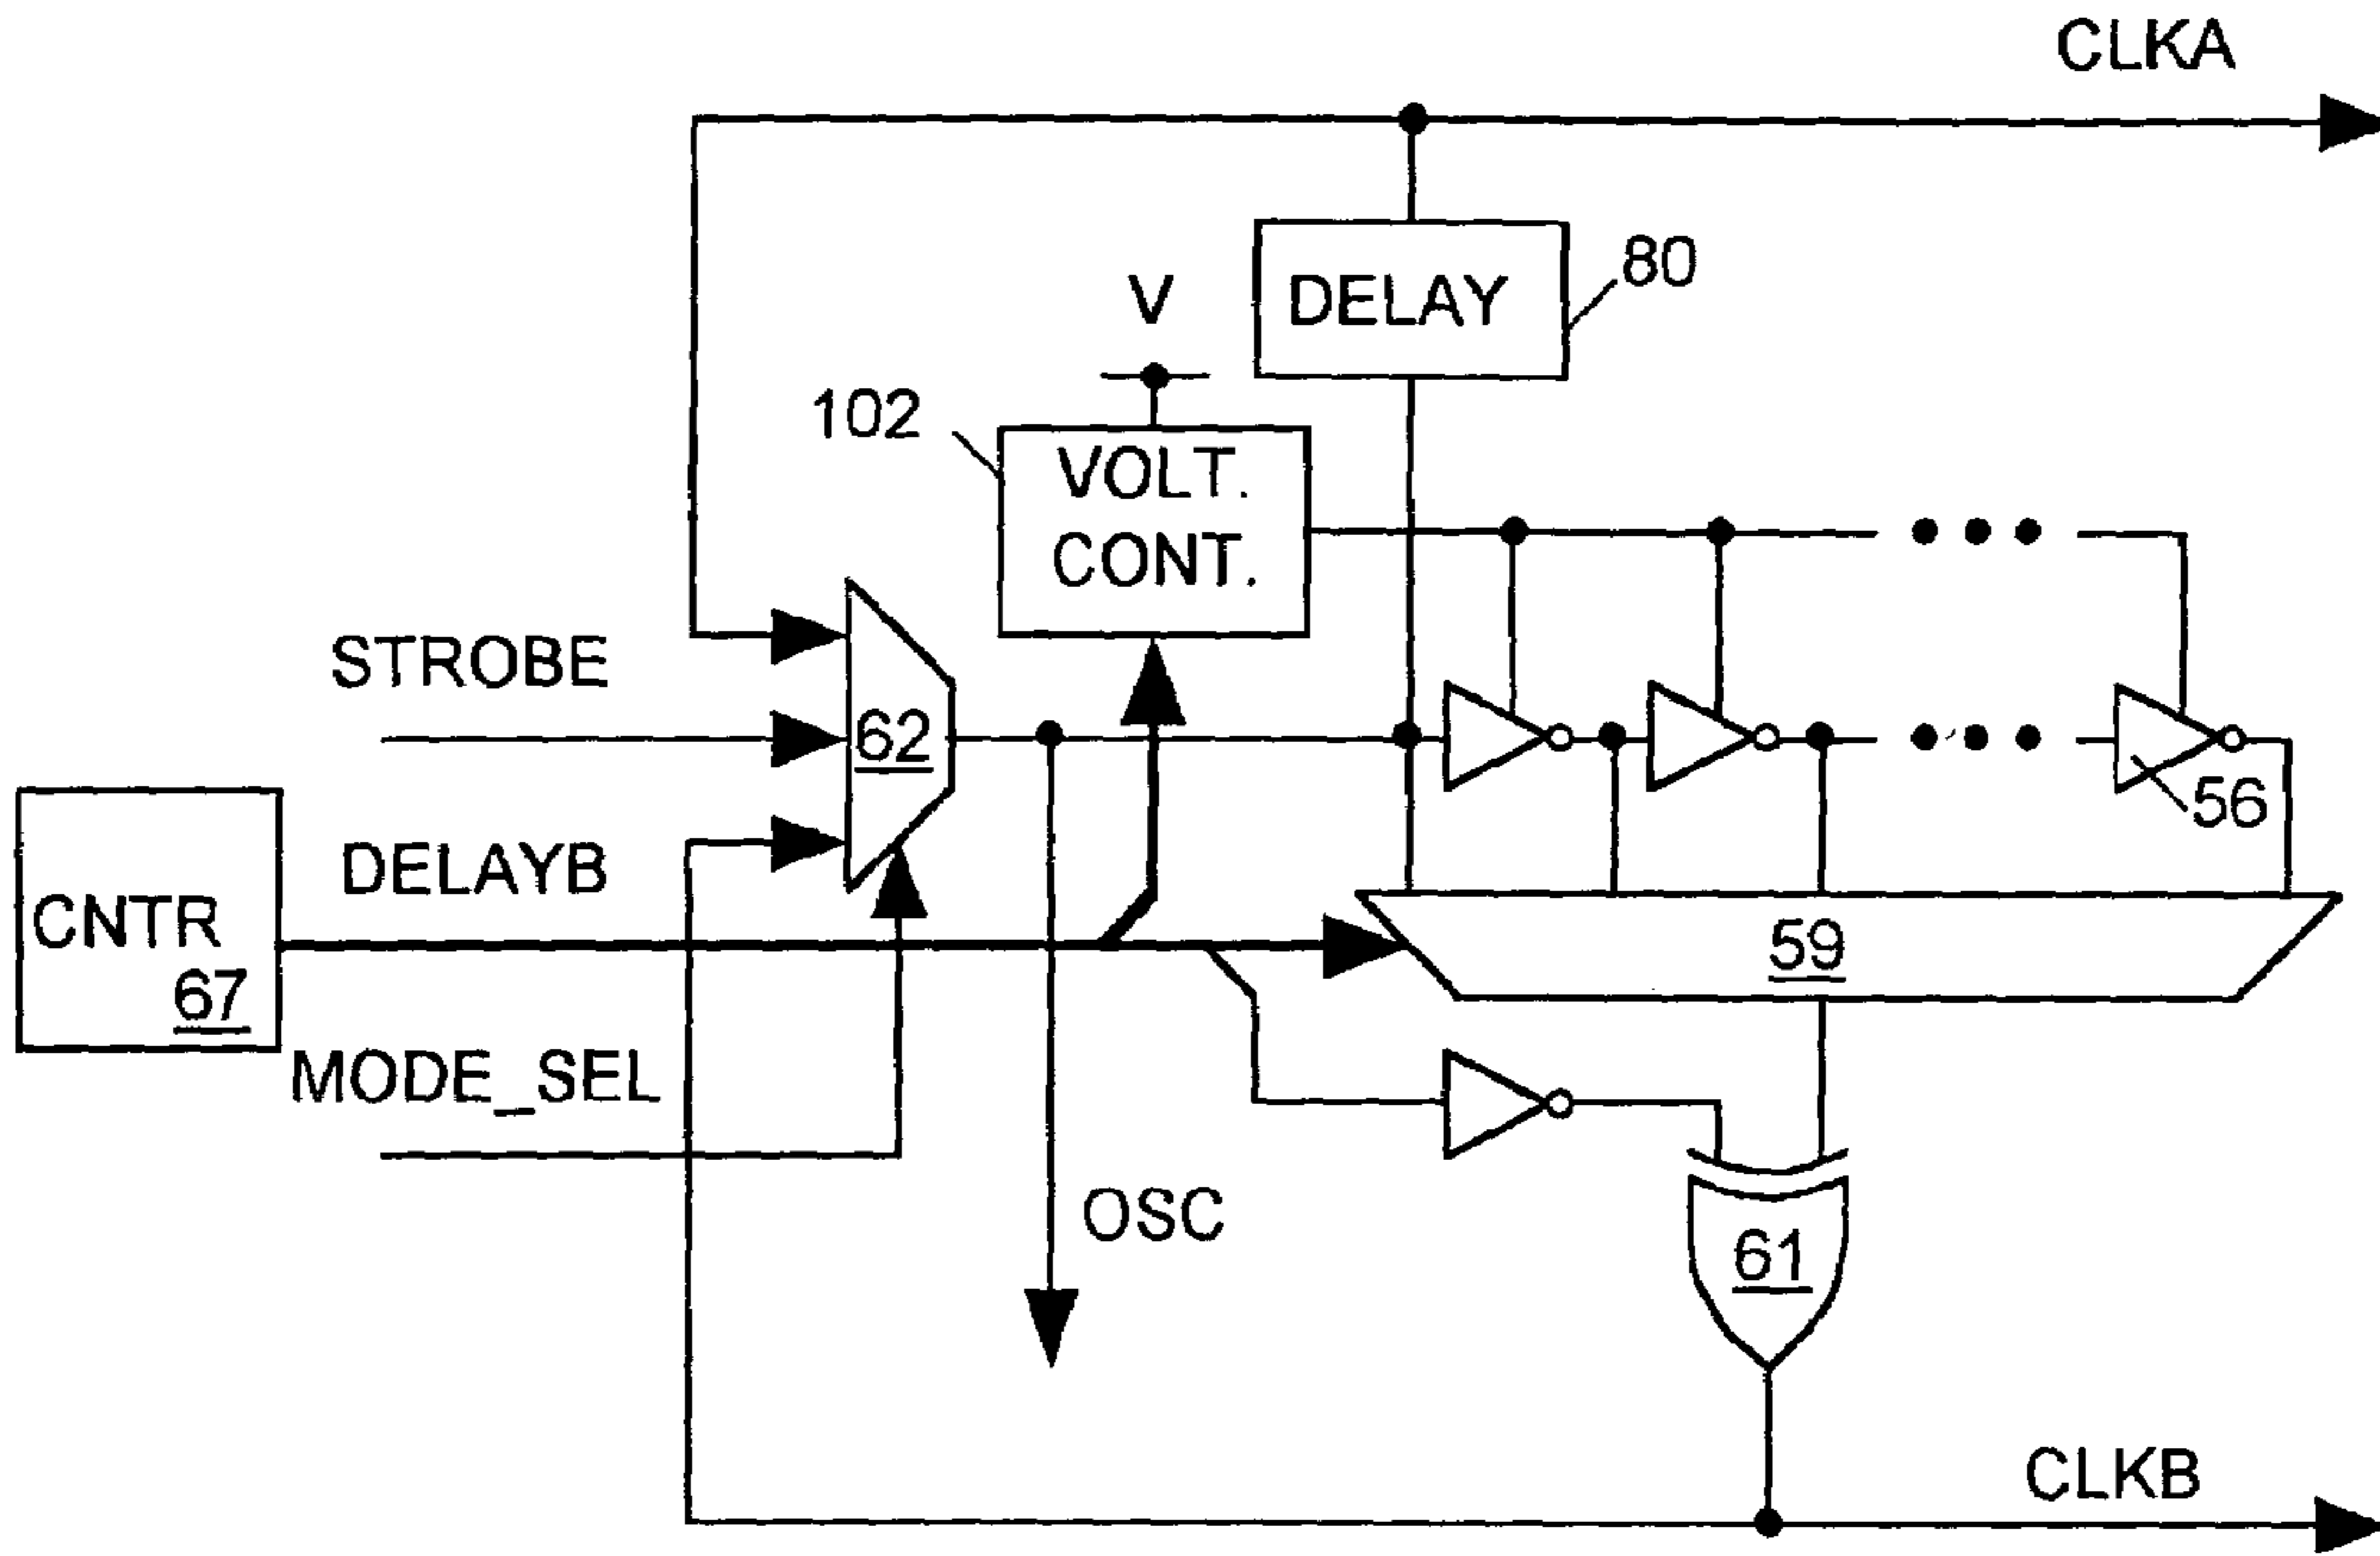 CLKA
80
DELAY
V
102
VOLT.
CONT.
STROBE
62
56
DELAYB
CNTR
67
59
MODE_SEL
OSC
61
CLKB